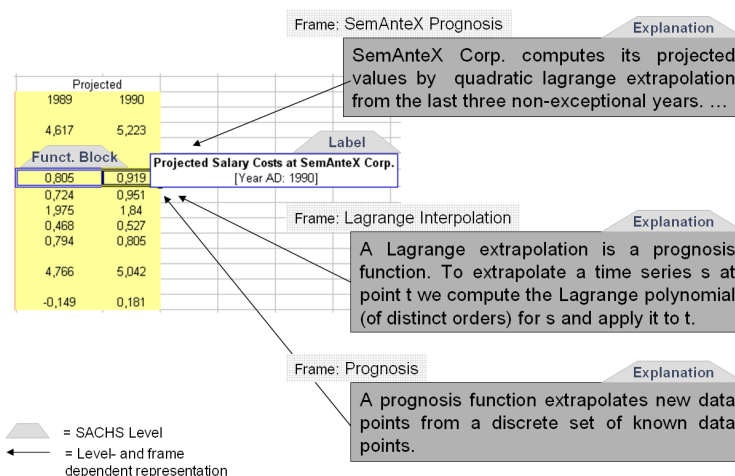 Frame: SemAnteX Prognosis
Explanation
SemAnteX Corp. computes its projected
values by quadratic lagrange extrapolation
from the last three non-exceptional years. ...
Projected
1989 1990
4,617 5,223
Funct. Block
Label
Projected Salary Costs at SemAnteX Corp.
[Year AD: 1990]
0,805 0,919
0,724 0,951
1,975 1,84
0,468 0,527
0,794 0,805
4,766 5,042
-0,149 0,181
Frame: Lagrange Interpolation
Explanation
A Lagrange extrapolation is a prognosis
function. To extrapolate a time series s at
point t we compute the Lagrange polynomial
(of distinct orders) for s and apply it to t.
Frame: Prognosis
Explanation
A prognosis function extrapolates new data
points from a discrete set of known data
points.
= SACHS Level
= Level- and frame
dependent representation